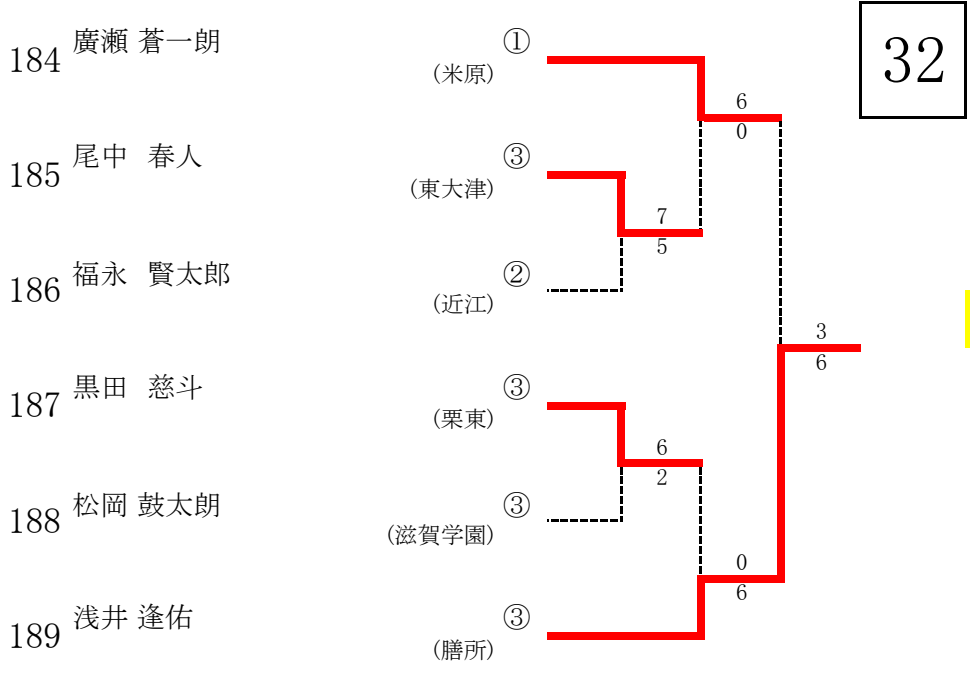 32
184 廣瀬 蒼一朗 ①
(米原)
6
0
185 尾中 春人 ③
(東大津)
7
5
186 福永 賢太郎 ②
(近江)
3
6
187 黒田 慈斗 ③
(栗東)
6
2
188 松岡 鼓太朗 ③
(滋賀学園)
0
6
189 浅井 逢佑 ③
(膳所)